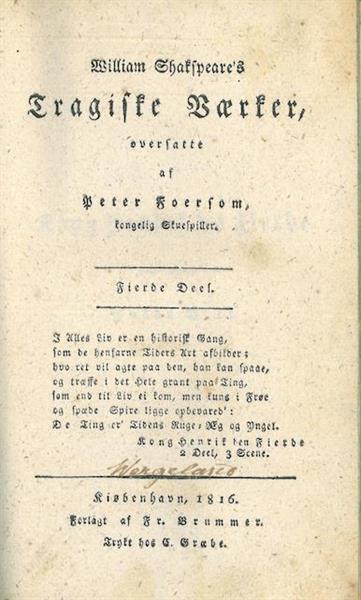 William Shakspeare's
Tragiske Værker,
oversatte
af
Peter Foersom,
kongelig Skuespiller.
Fierde Deel.
I Alles Liv er en historisk Gang,
som de henfarne Tiders Art afbilder;
hvo ret vil agte paa den, han kan spaae,
og træffe i det Hele grant paa Ting,
som end til Liv ei kom, men kuns i Frøe
og spæde Spire ligge opbevared':
De Ting er' Tidens Ruge, Æg og Yngel.
Kong Henrik den Fierde
2 Deel, 3 Scene.
Wergeland
Kiøbenhavn, 1816.
Forlagt af Fr. Brummer.
Trykt hos C. Græbe.